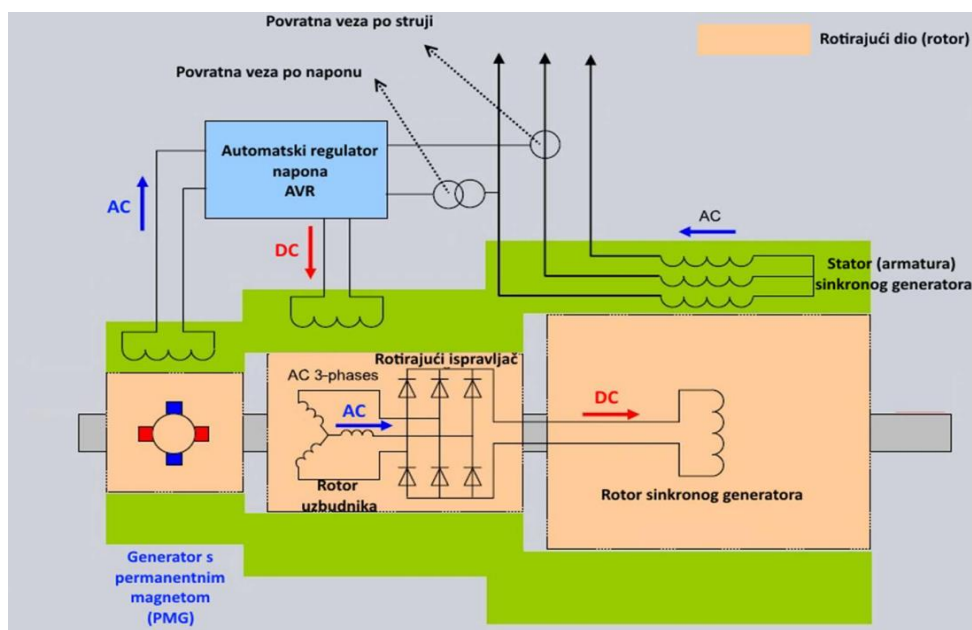 Povratna veza po struji
Rotirajući dio (rotor)
Povratna veza po naponu
Automatski regulator
napona
AVR
AC
DC
AC
Stator (armatura)
sinkronog generatora
Rotirajući ispravljač
AC 3-phases
AC
DC
Rotor
uzbudnika
Rotor sinkronog generatora
Generator s
permanentnim
magnetom
(PMG)